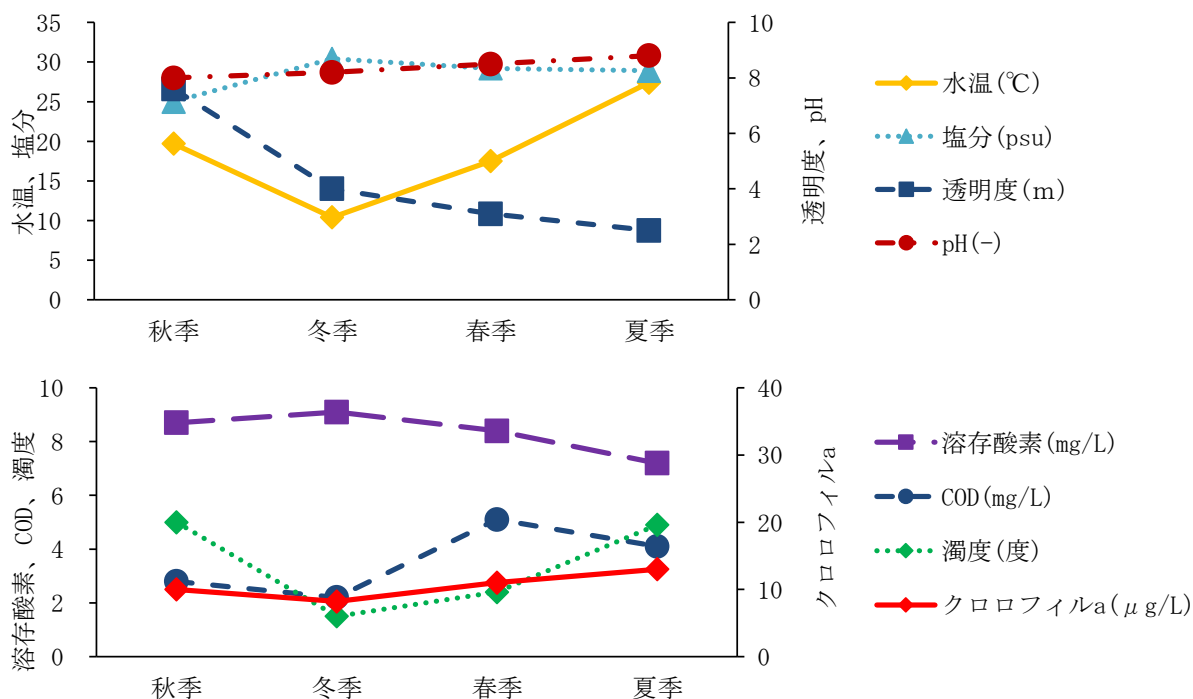 35
30
25
20
15
10
5
0
水温、塩分
10
8
6
4
2
0
透明度、pH
秋季 冬季 春季 夏季
水温(℃)
塩分(psu)
透明度(m)
pH(-)
10
8
6
4
2
0
溶存酸素、COD、濁度
40
30
20
10
0
クロロフィルa
秋季 冬季 春季 夏季
溶存酸素(mg/L)
COD(mg/L)
濁度(度)
クロロフィルa(μg/L)